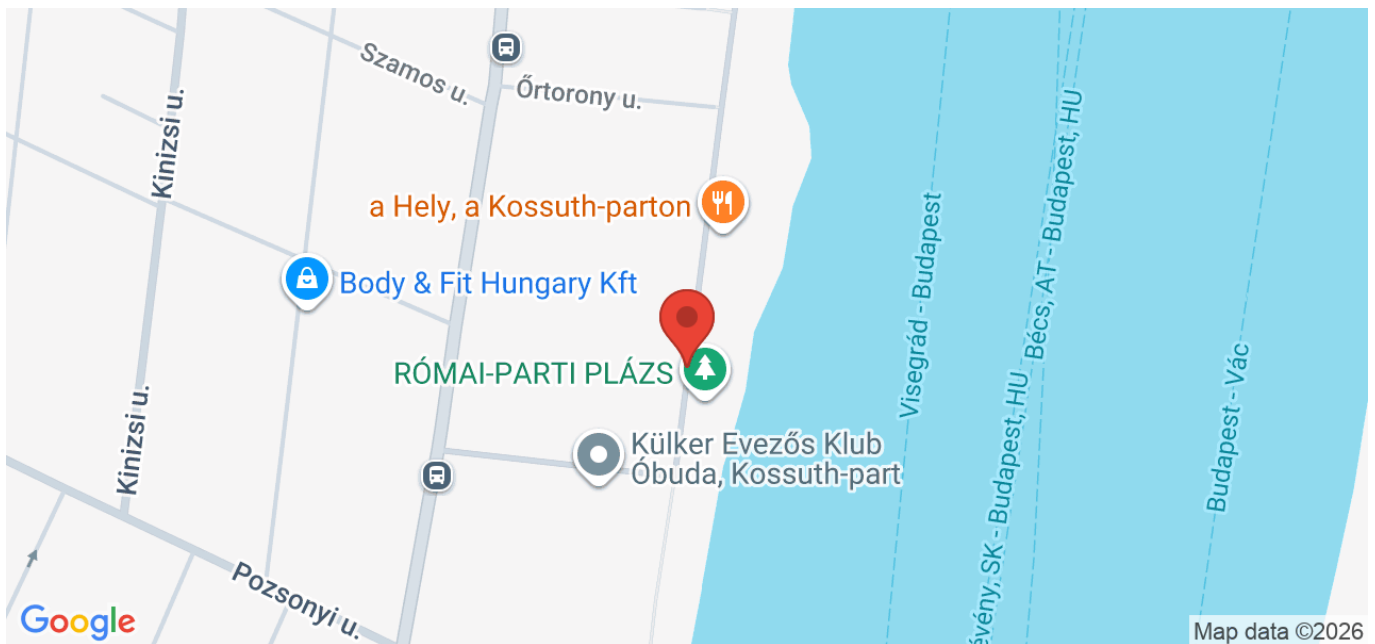 Szamos u.
Őrtorony u.
Kinizsi u.
a Hely, a Kossuth-parton
Body & Fit Hungary Kft
RÓMAI-PARTI PLÁZS
Külker Evezős Klub
Óbuda, Kossuth-part
Kinizsi u.
Pozsonyi u.
Visegrád - Budapest
Bécs, AT - Budapest, HU
SK - Budapest, HU
Budapest - Vác
Google
Map data ©2026